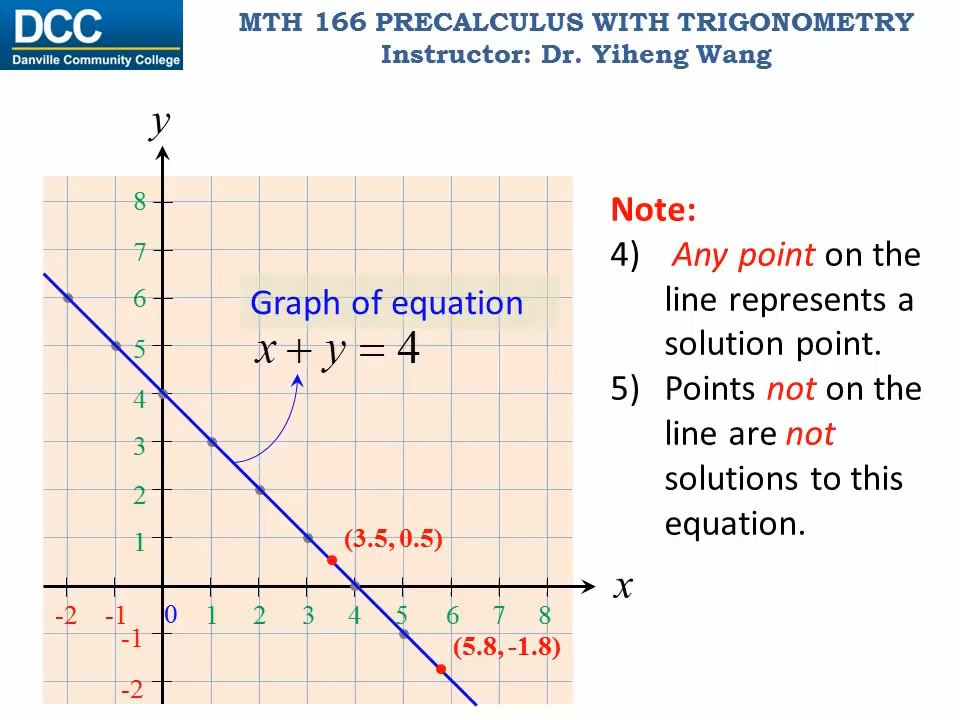 DCC
Danville Community College
MTH 166 PRECALCULUS WITH TRIGONOMETRY
Instructor: Dr. Yiheng Wang
y
8
7
6
5
4
3
2
1
Graph of equation
x + y = 4
(3.5, 0.5)
x
-2 -1 0 1 2 3 4 5 6 7 8
-1
(5.8, -1.8)
-2
Note:
4) Any point on the
line represents a
solution point.
5) Points not on the
line are not
solutions to this
equation.